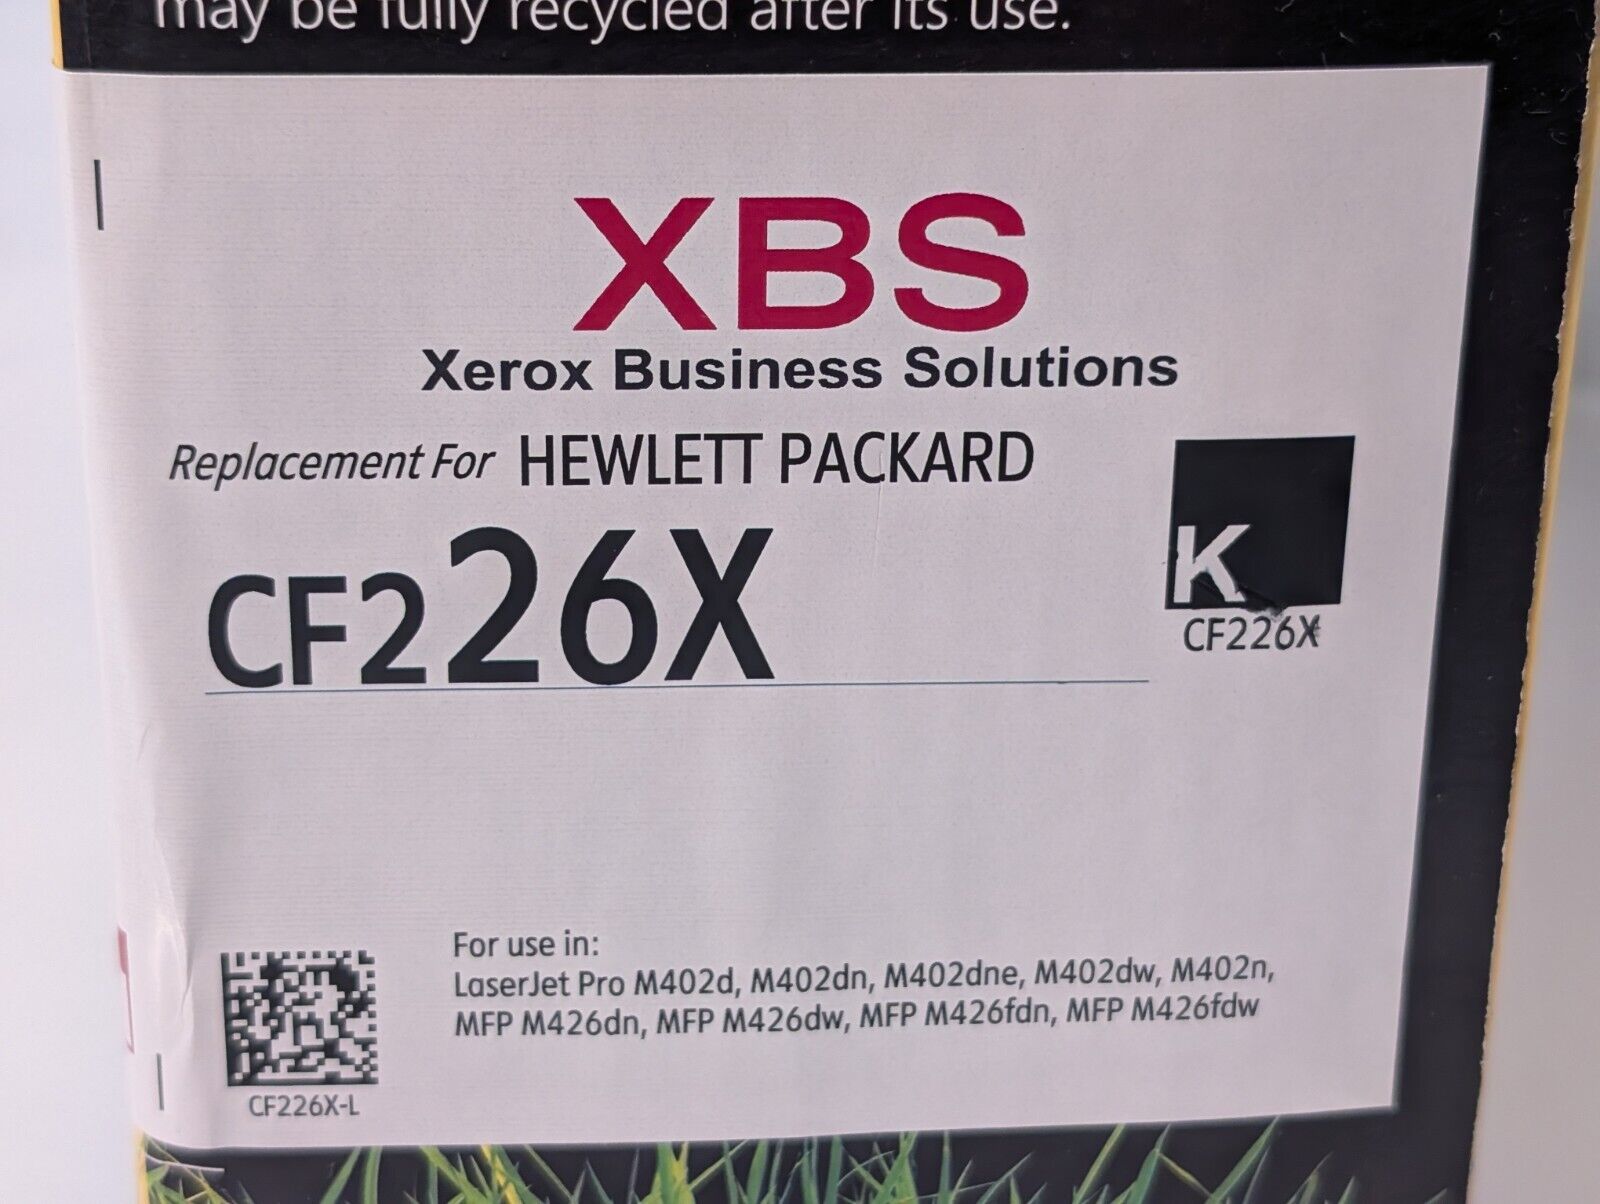 may be fully recycled after its use.
XBS
Xerox Business Solutions
Replacement For HEWLETT PACKARD
CF226X
K
CF226X
For use in:
LaserJet Pro M402d, M402dn, M402dne, M402dw, M402n,
MFP M426dn, MFP M426dw, MFP M426fdn, MFP M426fdw
CF226X-L